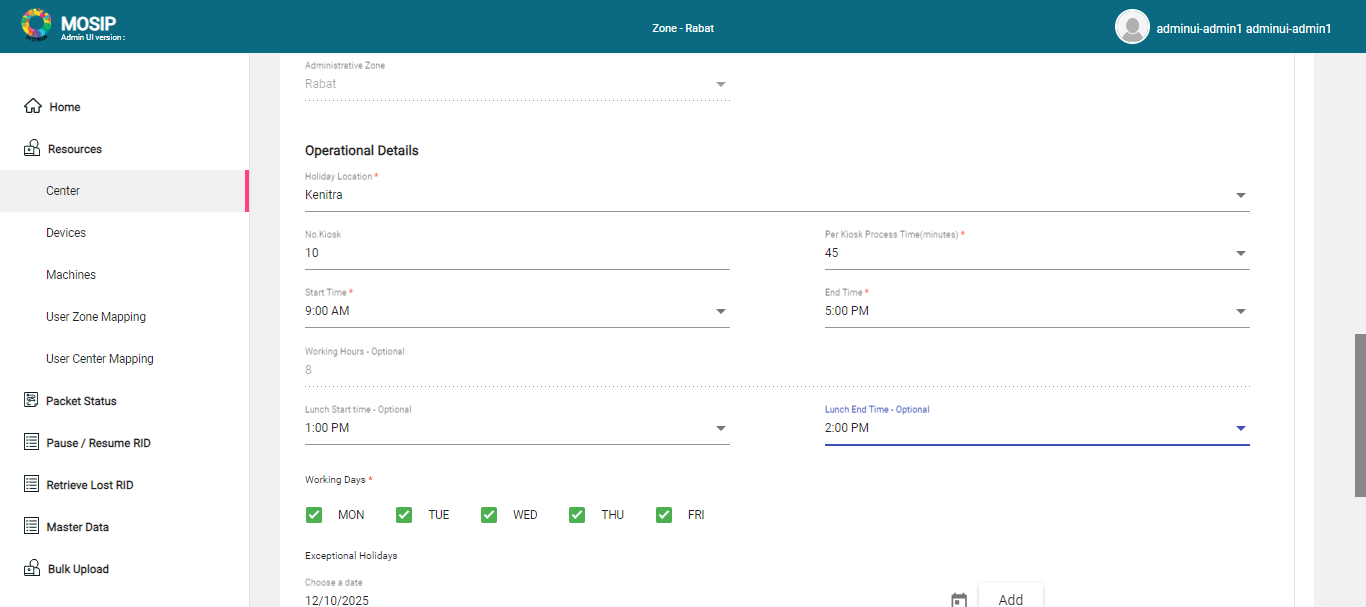 MOSIP
Admin UI version :
Zone - Rabat
adminui-admin1 adminui-admin1
Home
Resources
Center
Devices
Machines
User Zone Mapping
User Center Mapping
Packet Status
Pause / Resume RID
Retrieve Lost RID
Master Data
Bulk Upload
Administrative Zone
Rabat
Operational Details
Holiday Location *
Kenitra
No.Kiosk
10
Per Kiosk Process Time(minutes) *
45
Start Time *
9:00 AM
End Time *
5:00 PM
Working Hours - Optional
8
Lunch Start time - Optional
1:00 PM
Lunch End Time - Optional
2:00 PM
Working Days *
MON TUE WED THU FRI
Exceptional Holidays
Choose a date
12/10/2025
Add